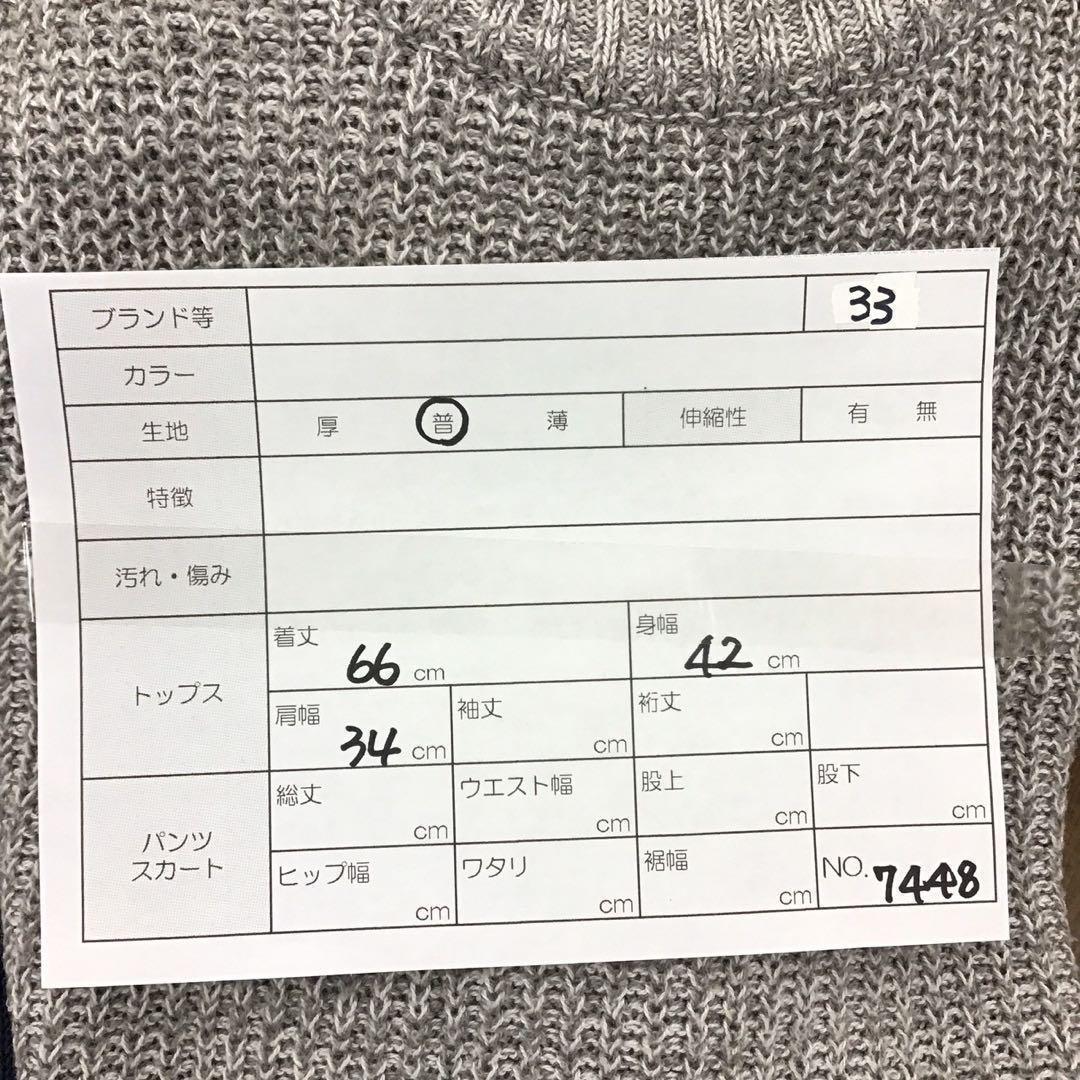 ブランド等 33
カラー
生地 厚 普 薄 伸縮性 有 無
特徴
汚れ・傷み
トップス
着丈 66 cm 身幅 42 cm
肩幅 34 cm 袖丈 cm 裄丈 cm
パンツ
スカート
総丈 cm ウエスト幅 cm 股上 cm 股下 cm
ヒップ幅 cm ワタリ cm 裾幅 cm NO. 7448